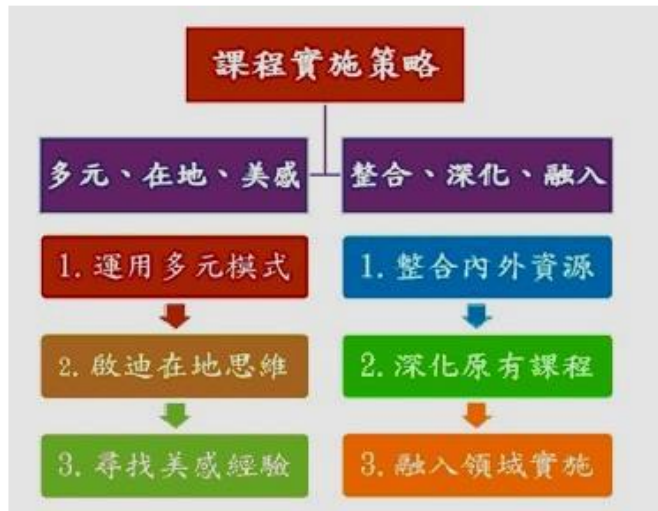 課程實施策略
多元、在地、美感
整合、深化、融入
1. 運用多元模式
2. 啟迪在地思維
3. 尋找美感經驗
1. 整合內外資源
2. 深化原有課程
3. 融入領域實施